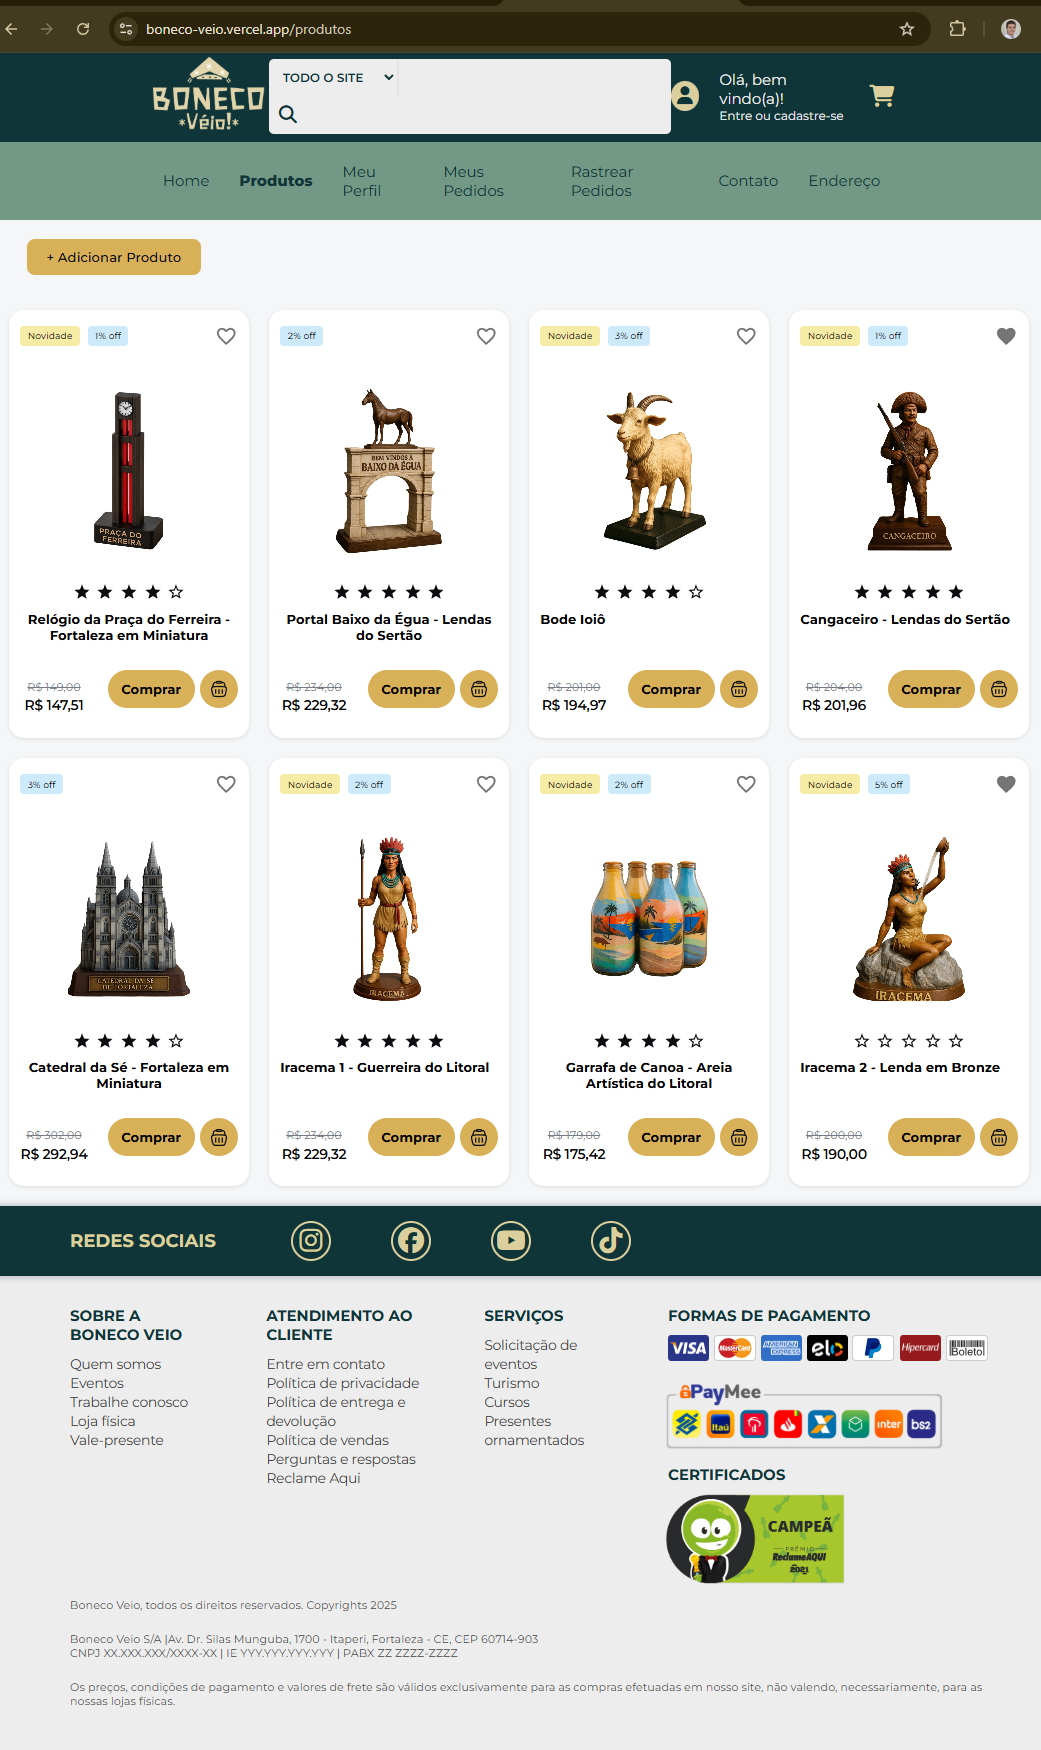 boneco-veio.vercel.app/produtos
BONECO
*Véio!*
TODO O SITE
Olá, bem
vindo(a)!
Entre ou cadastre-se
Home
Produtos
Meu
Perfil
Meus
Pedidos
Rastrear
Pedidos
Contato
Endereço
+ Adicionar Produto
Novidade
1% off
2% off
Novidade
3% off
Novidade
1% off
PRAÇA DO
FERREIRA
BEM VINDOS A
BAIXO DA ÉGUA
CANGACEIRO
Relógio da Praça do Ferreira -
Fortaleza em Miniatura
Portal Baixo da Égua - Lendas
do Sertão
Bode Ioiô
Cangaceiro - Lendas do Sertão
R$ 149,00
R$ 147,51
Comprar
R$ 234,00
R$ 229,32
Comprar
R$ 201,00
R$ 194,97
Comprar
R$ 204,00
R$ 201,96
Comprar
3% off
Novidade
2% off
Novidade
2% off
Novidade
5% off
CATEDRAL DA SÉ
DE FORTALEZA
IRACEMA
IRACEMA
Catedral da Sé - Fortaleza em
Miniatura
Iracema 1 - Guerreira do Litoral
Garrafa de Canoa - Areia
Artística do Litoral
Iracema 2 - Lenda em Bronze
R$ 302,00
R$ 292,94
Comprar
R$ 234,00
R$ 229,32
Comprar
R$ 179,00
R$ 175,42
Comprar
R$ 200,00
R$ 190,00
Comprar
REDES SOCIAIS
SOBRE A
BONECO VEIO
Quem somos
Eventos
Trabalhe conosco
Loja física
Vale-presente
ATENDIMENTO AO
CLIENTE
Entre em contato
Política de privacidade
Política de entrega e
devolução
Política de vendas
Perguntas e respostas
Reclame Aqui
SERVIÇOS
Solicitação de
eventos
Turismo
Cursos
Presentes
ornamentados
FORMAS DE PAGAMENTO
VISA
MasterCard
AMERICAN
EXPRESS
elo
Hipercard
Boleto
PayMee
Itaú
inter
bs2
CERTIFICADOS
CAMPEÃ
PRÊMIO
ReclameAQUI
2021
Boneco Veio, todos os direitos reservados. Copyrights 2025
Boneco Veio S/A |Av. Dr. Silas Munguba, 1700 - Itaperi, Fortaleza - CE, CEP 60714-903
CNPJ XX.XXX.XXX/XXXX-XX | IE YYY.YYY.YYY.YYY | PABX ZZ ZZZZ-ZZZZ
Os preços, condições de pagamento e valores de frete são válidos exclusivamente para as compras efetuadas em nosso site, não valendo, necessariamente, para as
nossas lojas físicas.